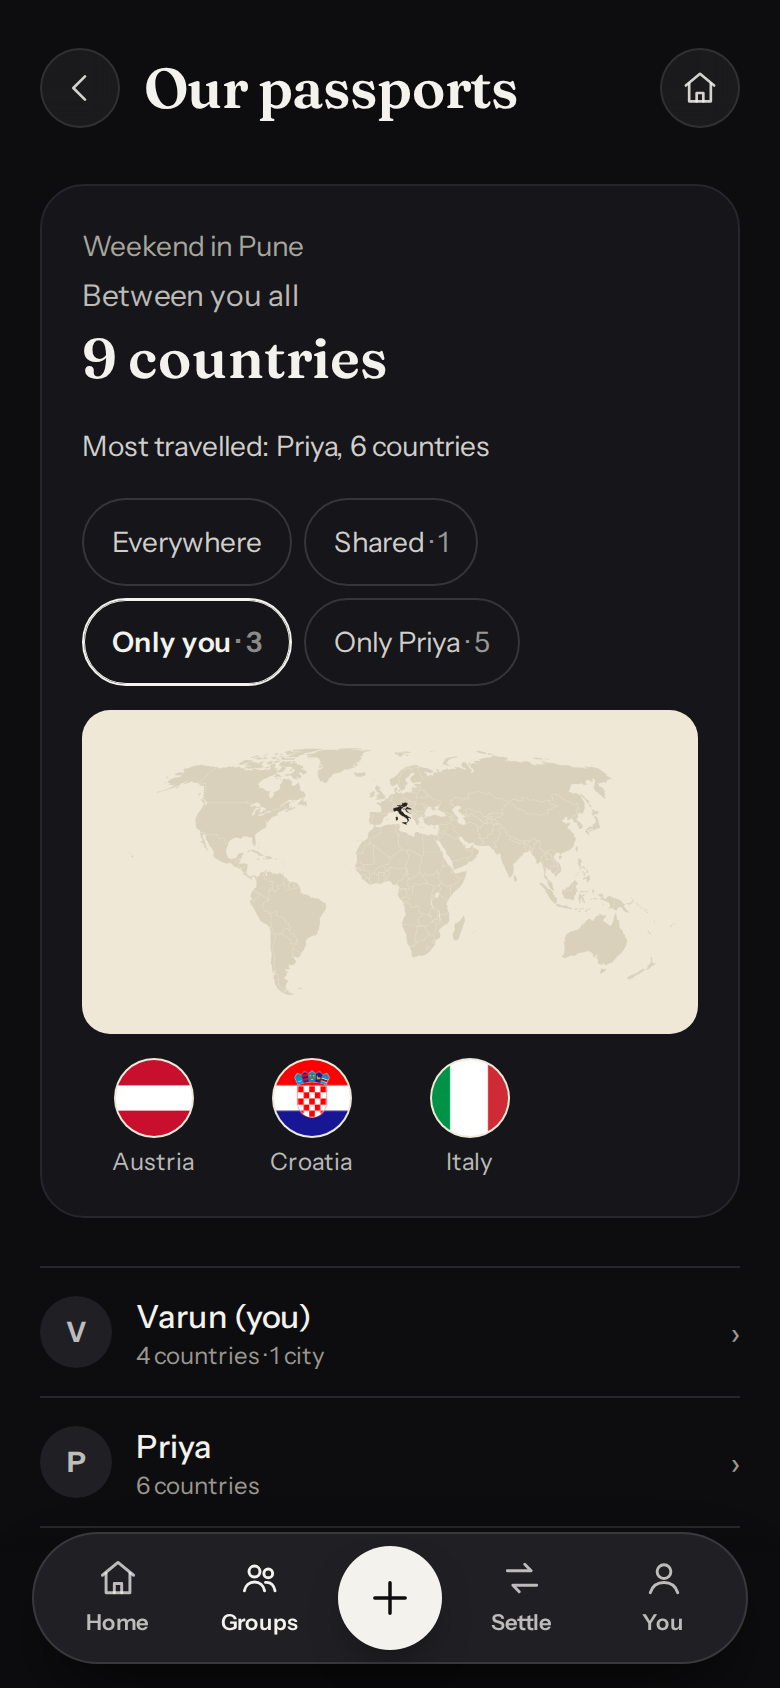 Our passports
Weekend in Pune
Between you all
9 countries
Most travelled: Priya, 6 countries
Everywhere
Shared · 1
Only you · 3
Only Priya · 5
Austria
Croatia
Italy
V
Varun (you)
4 countries · 1 city
P
Priya
6 countries
Home
Groups
Settle
You